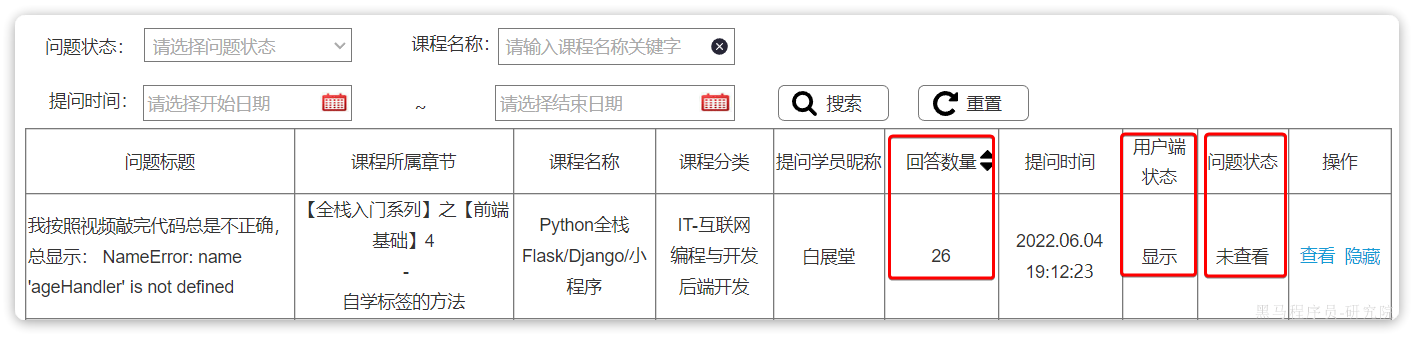 问题状态： 请选择问题状态 课程名称: 请输入课程名称关键字
提问时间： 请选择开始日期 ~ 请选择结束日期 搜索 重置
问题标题 课程所属章节 课程名称 课程分类 提问学员昵称 回答数量 提问时间 用户端 问题状态 操作
状态
我按照视频敲完代码总是不正确，
总显示： NameError: name
'ageHandler' is not defined
【全栈入门系列】之【前端
基础】4
-
自学标签的方法
Python全栈
Flask/Django/小
程序
IT-互联网
编程与开发
后端开发
白展堂
26
2022.06.04
19:12:23
显示
未查看
查看 隐藏
黑马程序员-研究院